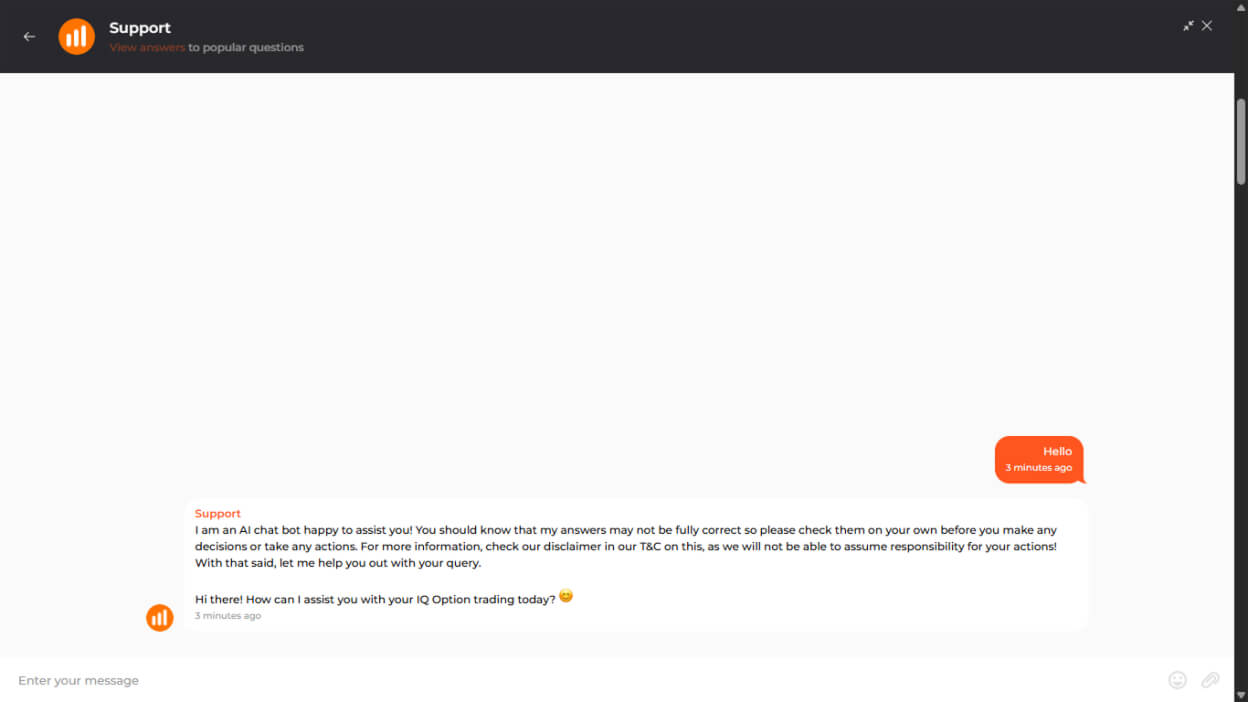 Support
View answers to popular questions
Hello
3 minutes ago
Support
I am an AI chat bot happy to assist you! You should know that my answers may not be fully correct so please check them on your own before you make any
decisions or take any actions. For more information, check our disclaimer in our T&C on this, as we will not be able to assume responsibility for your actions!
With that said, let me help you out with your query.
Hi there! How can I assist you with your IQ Option trading today? 😊
3 minutes ago
Enter your message